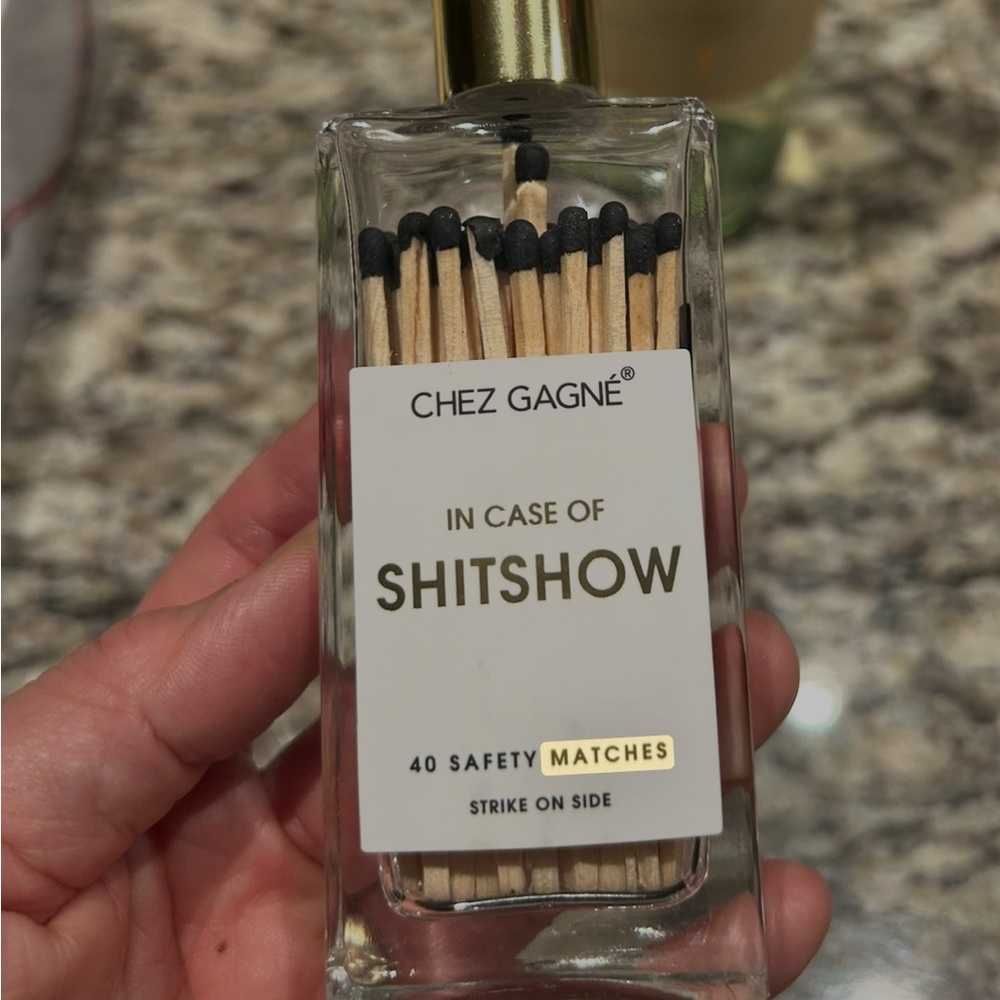 CHEZ GAGNÉ®
IN CASE OF
SHITSHOW
40 SAFETY MATCHES
STRIKE ON SIDE